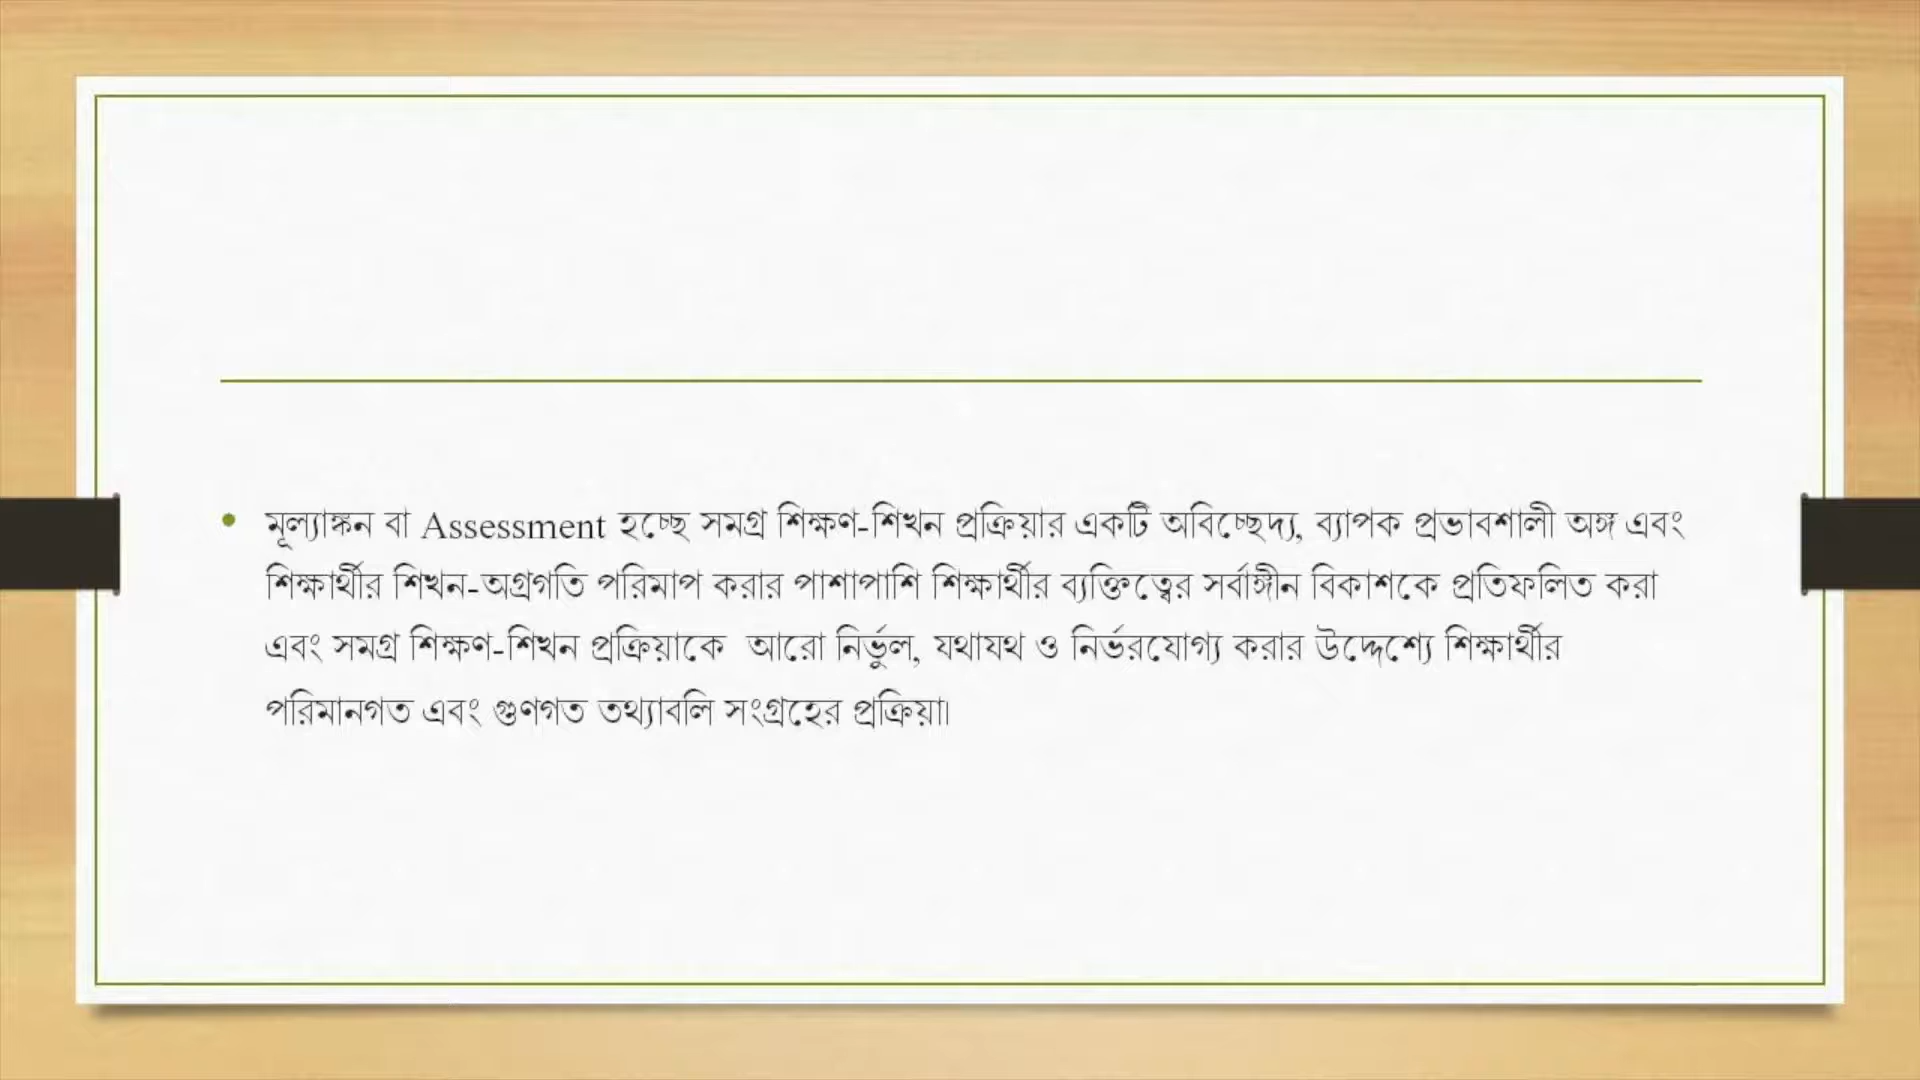 • মূল্যাঙ্কন বা Assessment হচ্ছে সমগ্র শিক্ষণ-শিখন প্রক্রিয়ার একটি অবিচ্ছেদ্য, ব্যাপক প্রভাবশালী অঙ্গ এবং
শিক্ষার্থীর শিখন-অগ্রগতি পরিমাপ করার পাশাপাশি শিক্ষার্থীর ব্যক্তিত্বের সর্বাঙ্গীন বিকাশকে প্রতিফলিত করা
এবং সমগ্র শিক্ষণ-শিখন প্রক্রিয়াকে আরো নির্ভুল, যথাযথ ও নির্ভরযোগ্য করার উদ্দেশ্যে শিক্ষার্থীর
পরিমানগত এবং গুণগত তথ্যাবলি সংগ্রহের প্রক্রিয়া।